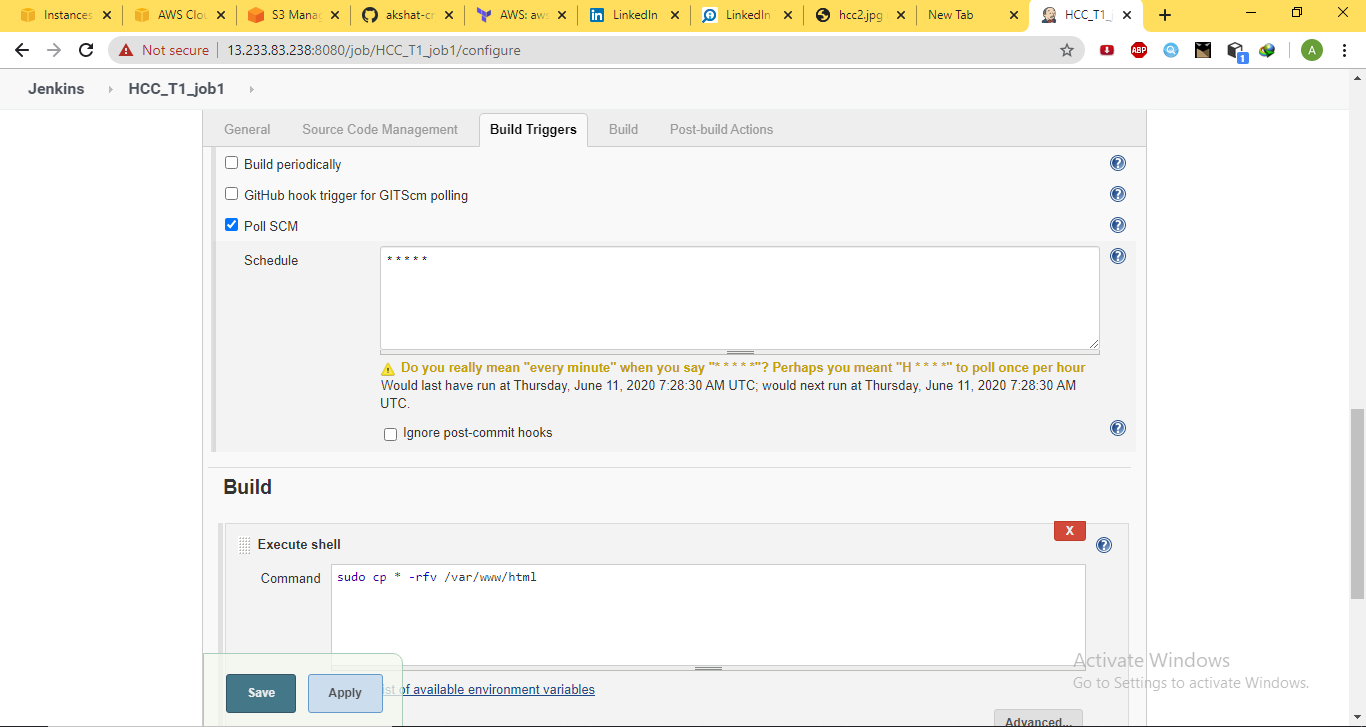 Instances
AWS Clou
S3 Manag
akshat-cr
AWS: aws
LinkedIn
LinkedIn
hcc2.jpg
New Tab
HCC_T1_j
Not secure
13.233.83.238:8080/job/HCC_T1_job1/configure
ABP
1
A
Jenkins
HCC_T1_job1
General
Source Code Management
Build Triggers
Build
Post-build Actions
Build periodically
GitHub hook trigger for GITScm polling
Poll SCM
Schedule
* * * * *
Do you really mean "every minute" when you say "* * * * *"? Perhaps you meant "H * * * *" to poll once per hour
Would last have run at Thursday, June 11, 2020 7:28:30 AM UTC; would next run at Thursday, June 11, 2020 7:28:30 AM
UTC.
Ignore post-commit hooks
Build
X
Execute shell
Command
sudo cp * -rfv /var/www/html
Activate Windows
Go to Settings to activate Windows.
Save
Apply
list of available environment variables
Advanced...